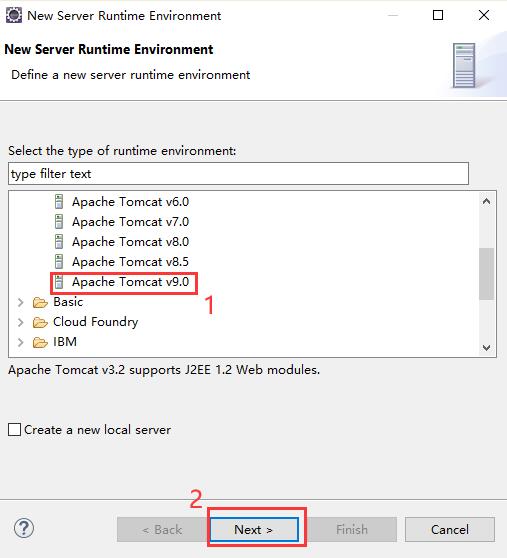 New Server Runtime Environment
New Server Runtime Environment
Define a new server runtime environment
Select the type of runtime environment:
type filter text
Apache Tomcat v6.0
Apache Tomcat v7.0
Apache Tomcat v8.0
Apache Tomcat v8.5
Apache Tomcat v9.0
1
Basic
Cloud Foundry
IBM
Apache Tomcat v3.2 supports J2EE 1.2 Web modules.
Create a new local server
2
? < Back Next > Finish Cancel